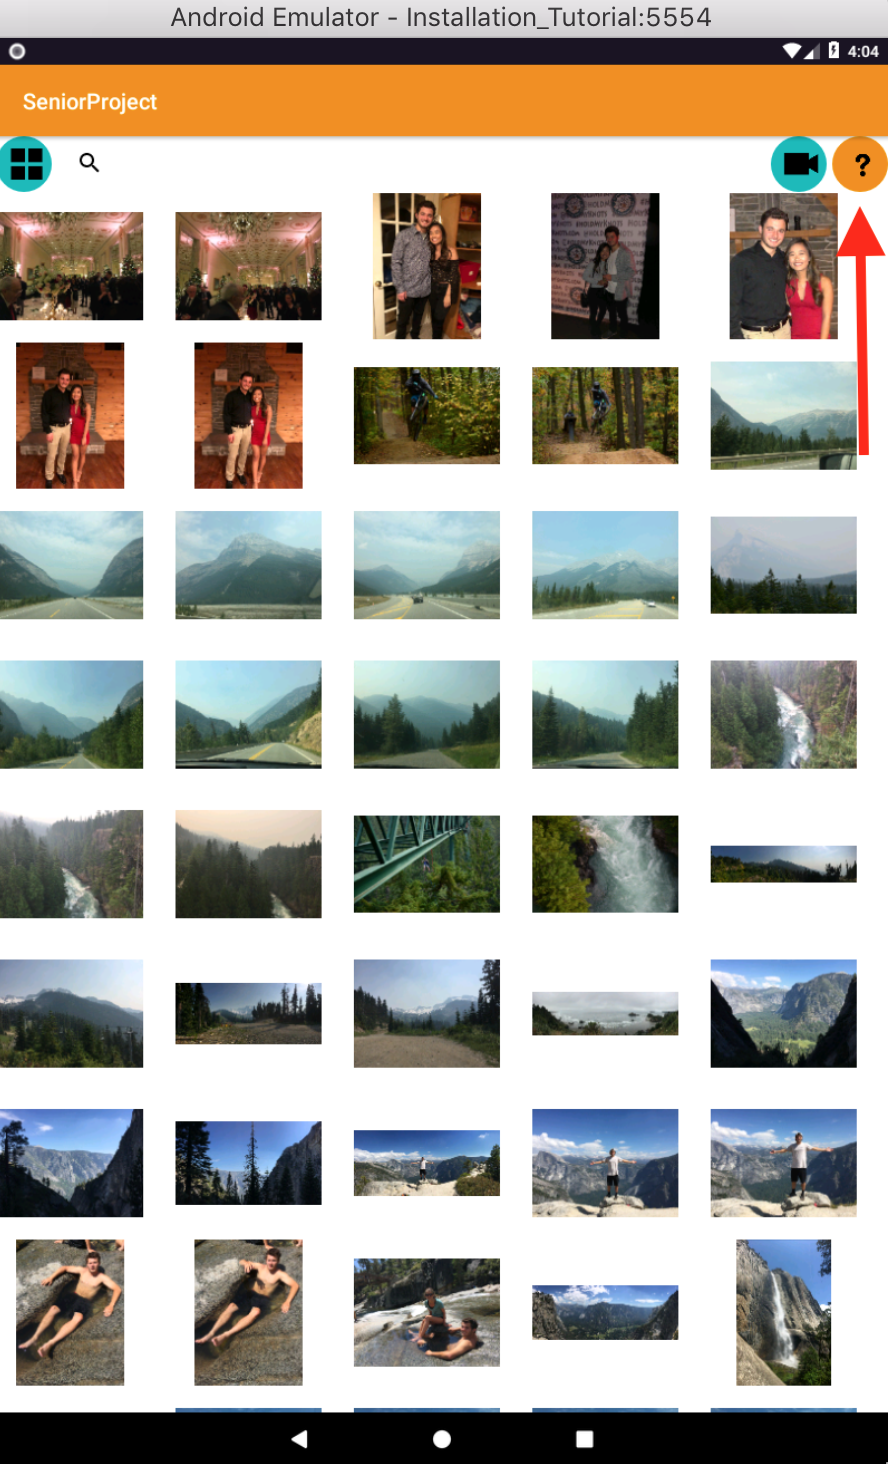 Android Emulator - Installation_Tutorial:5554
4:04
SeniorProject
?